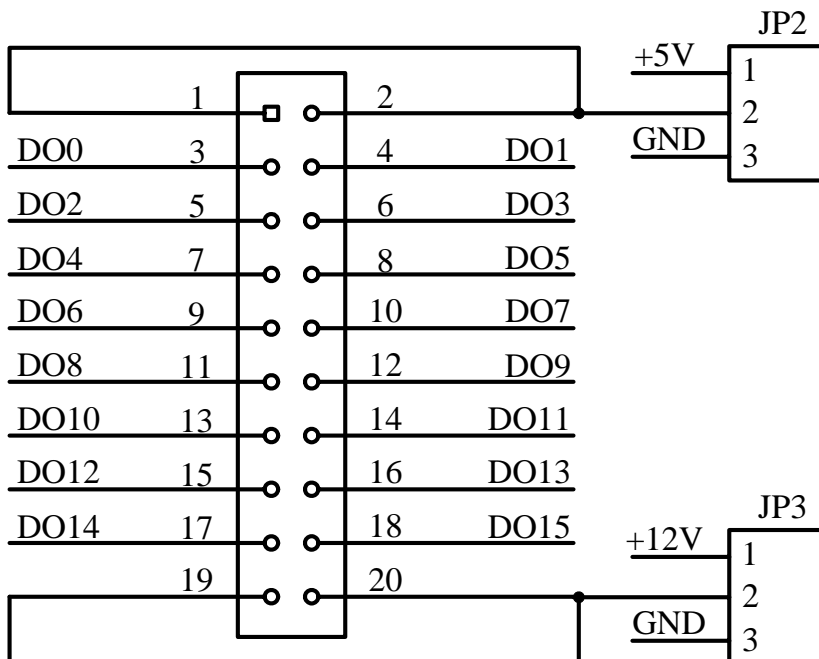 JP2
+5V 1
1 2 2
DO0 3 4 DO1 GND 3
DO2 5 6 DO3
DO4 7 8 DO5
DO6 9 10 DO7
DO8 11 12 DO9
DO10 13 14 DO11
DO12 15 16 DO13
JP3
DO14 17 18 DO15 +12V 1
19 20 2
GND 3